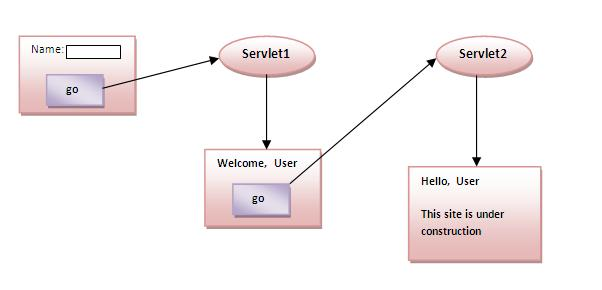 Name:
go
Servlet1
Welcome, User
go
Servlet2
Hello, User
This site is under
construction